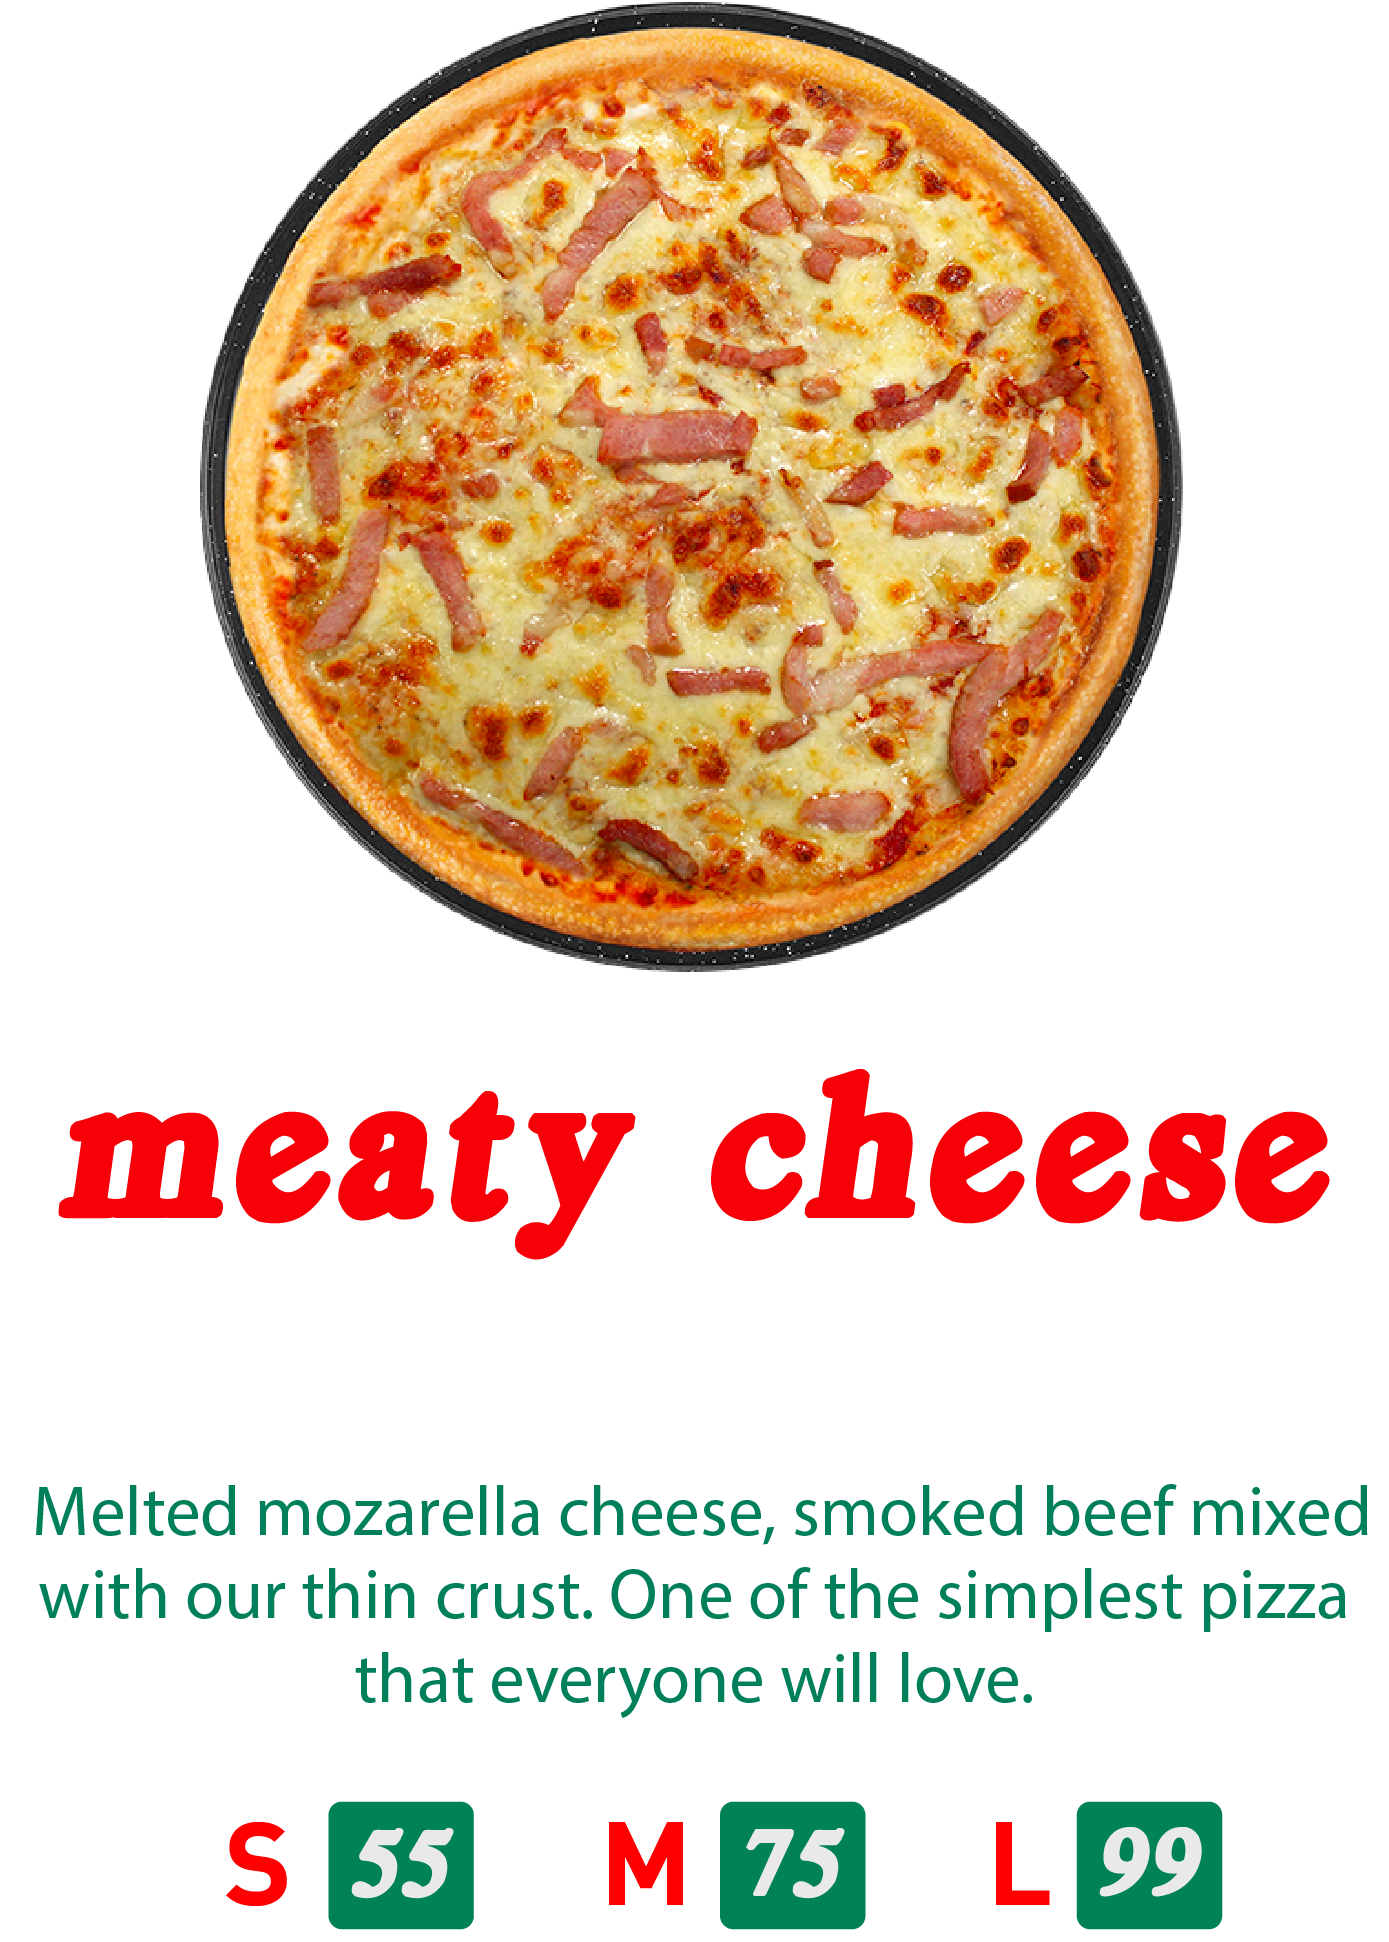 meaty cheese
Melted mozarella cheese, smoked beef mixed
with our thin crust. One of the simplest pizza
that everyone will love.
S 55 M 75 L 99